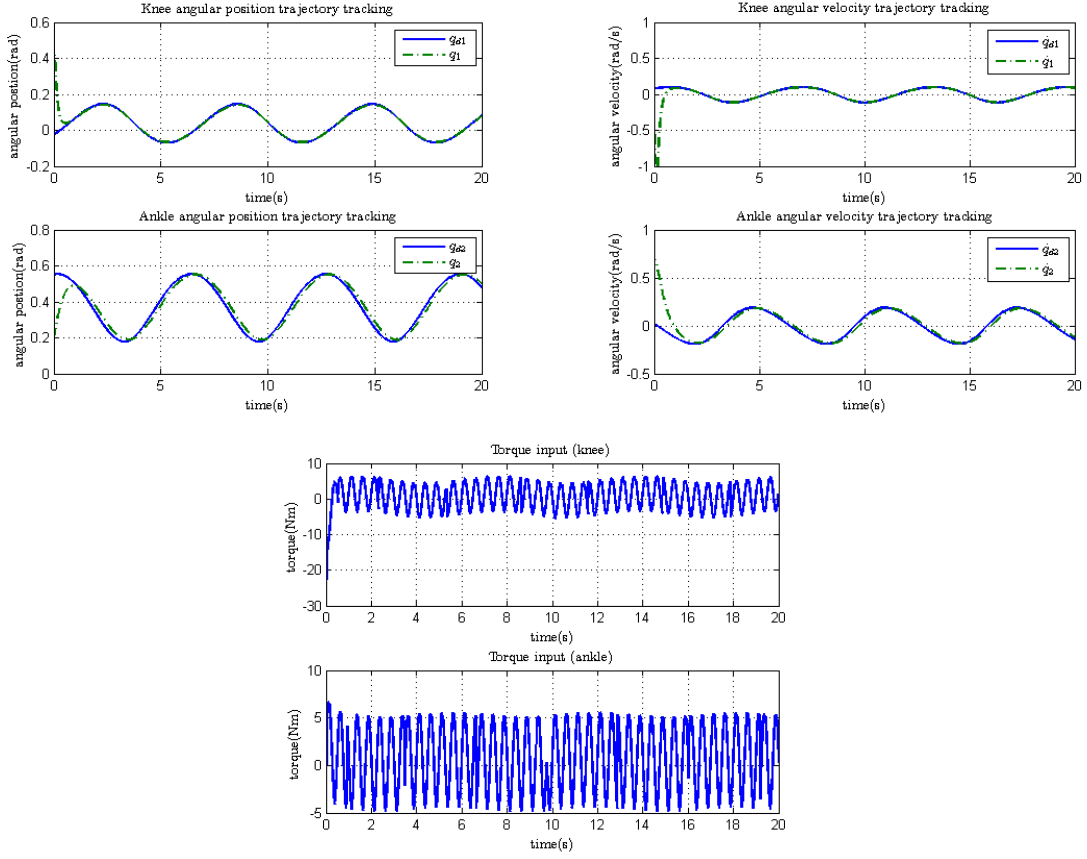 Knee angular position trajectory tracking
0.6
0.4
0.2
0
-0.2
angular position(rad)
q_d1
q_1
0 5 10 15 20
time(s)
Knee angular velocity trajectory tracking
1
0.5
0
-0.5
-1
angular velocity(rad/s)
q̇_d1
q̇_1
0 5 10 15 20
time(s)
Ankle angular position trajectory tracking
0.8
0.6
0.4
0.2
0
angular position(rad)
q_d2
q_2
0 5 10 15 20
time(s)
Ankle angular velocity trajectory tracking
1
0.5
0
-0.5
angular velocity(rad/s)
q̇_d2
q̇_2
0 5 10 15 20
time(s)
Torque input (knee)
10
0
-10
-20
-30
torque(Nm)
0 2 4 6 8 10 12 14 16 18 20
time(s)
Torque input (ankle)
10
5
0
-5
torque(Nm)
0 2 4 6 8 10 12 14 16 18 20
time(s)